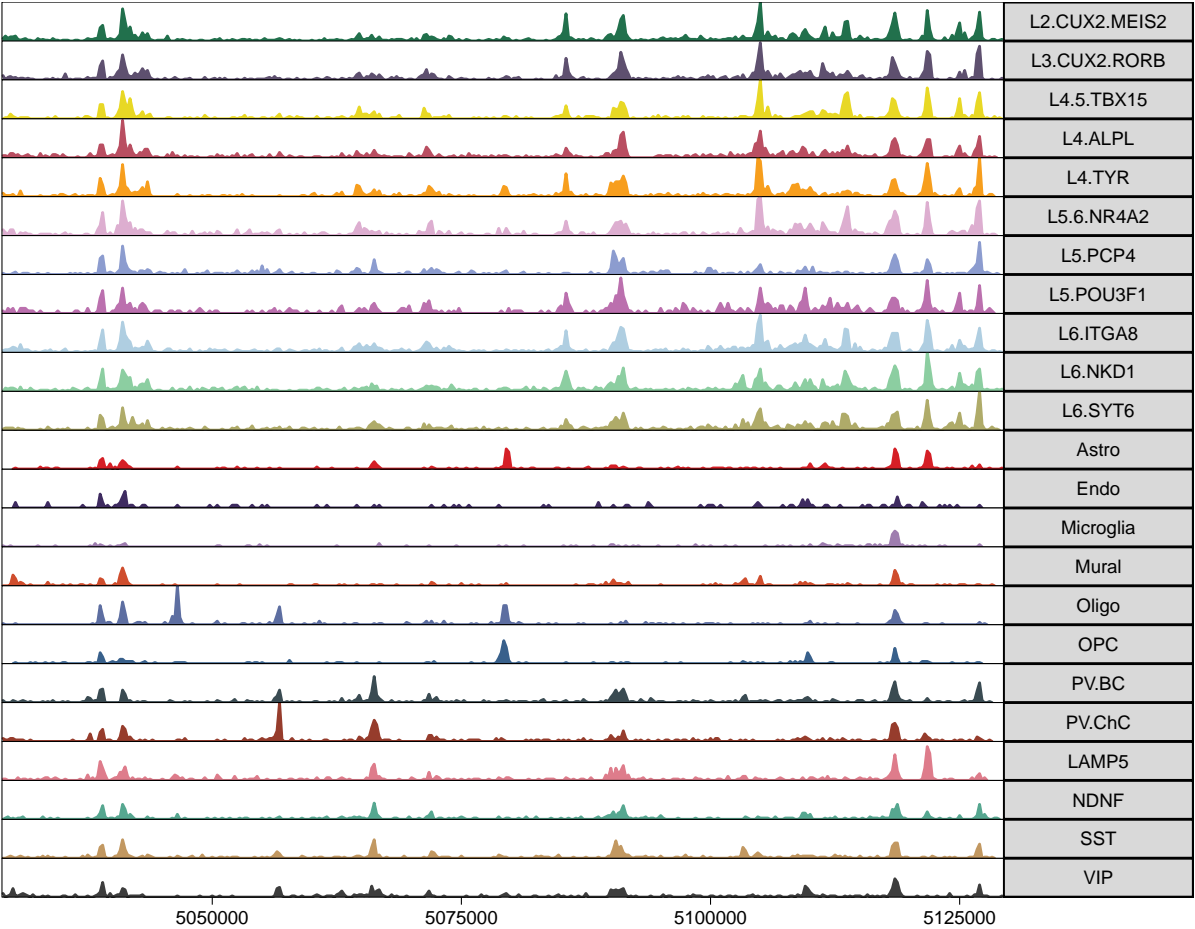 L2.CUX2.MEIS2
L3.CUX2.RORB
L4.5.TBX15
L4.ALPL
L4.TYR
L5.6.NR4A2
L5.PCP4
L5.POU3F1
L6.ITGA8
L6.NKD1
L6.SYT6
Astro
Endo
Microglia
Mural
Oligo
OPC
PV.BC
PV.ChC
LAMP5
NDNF
SST
VIP
5050000 5075000 5100000 5125000